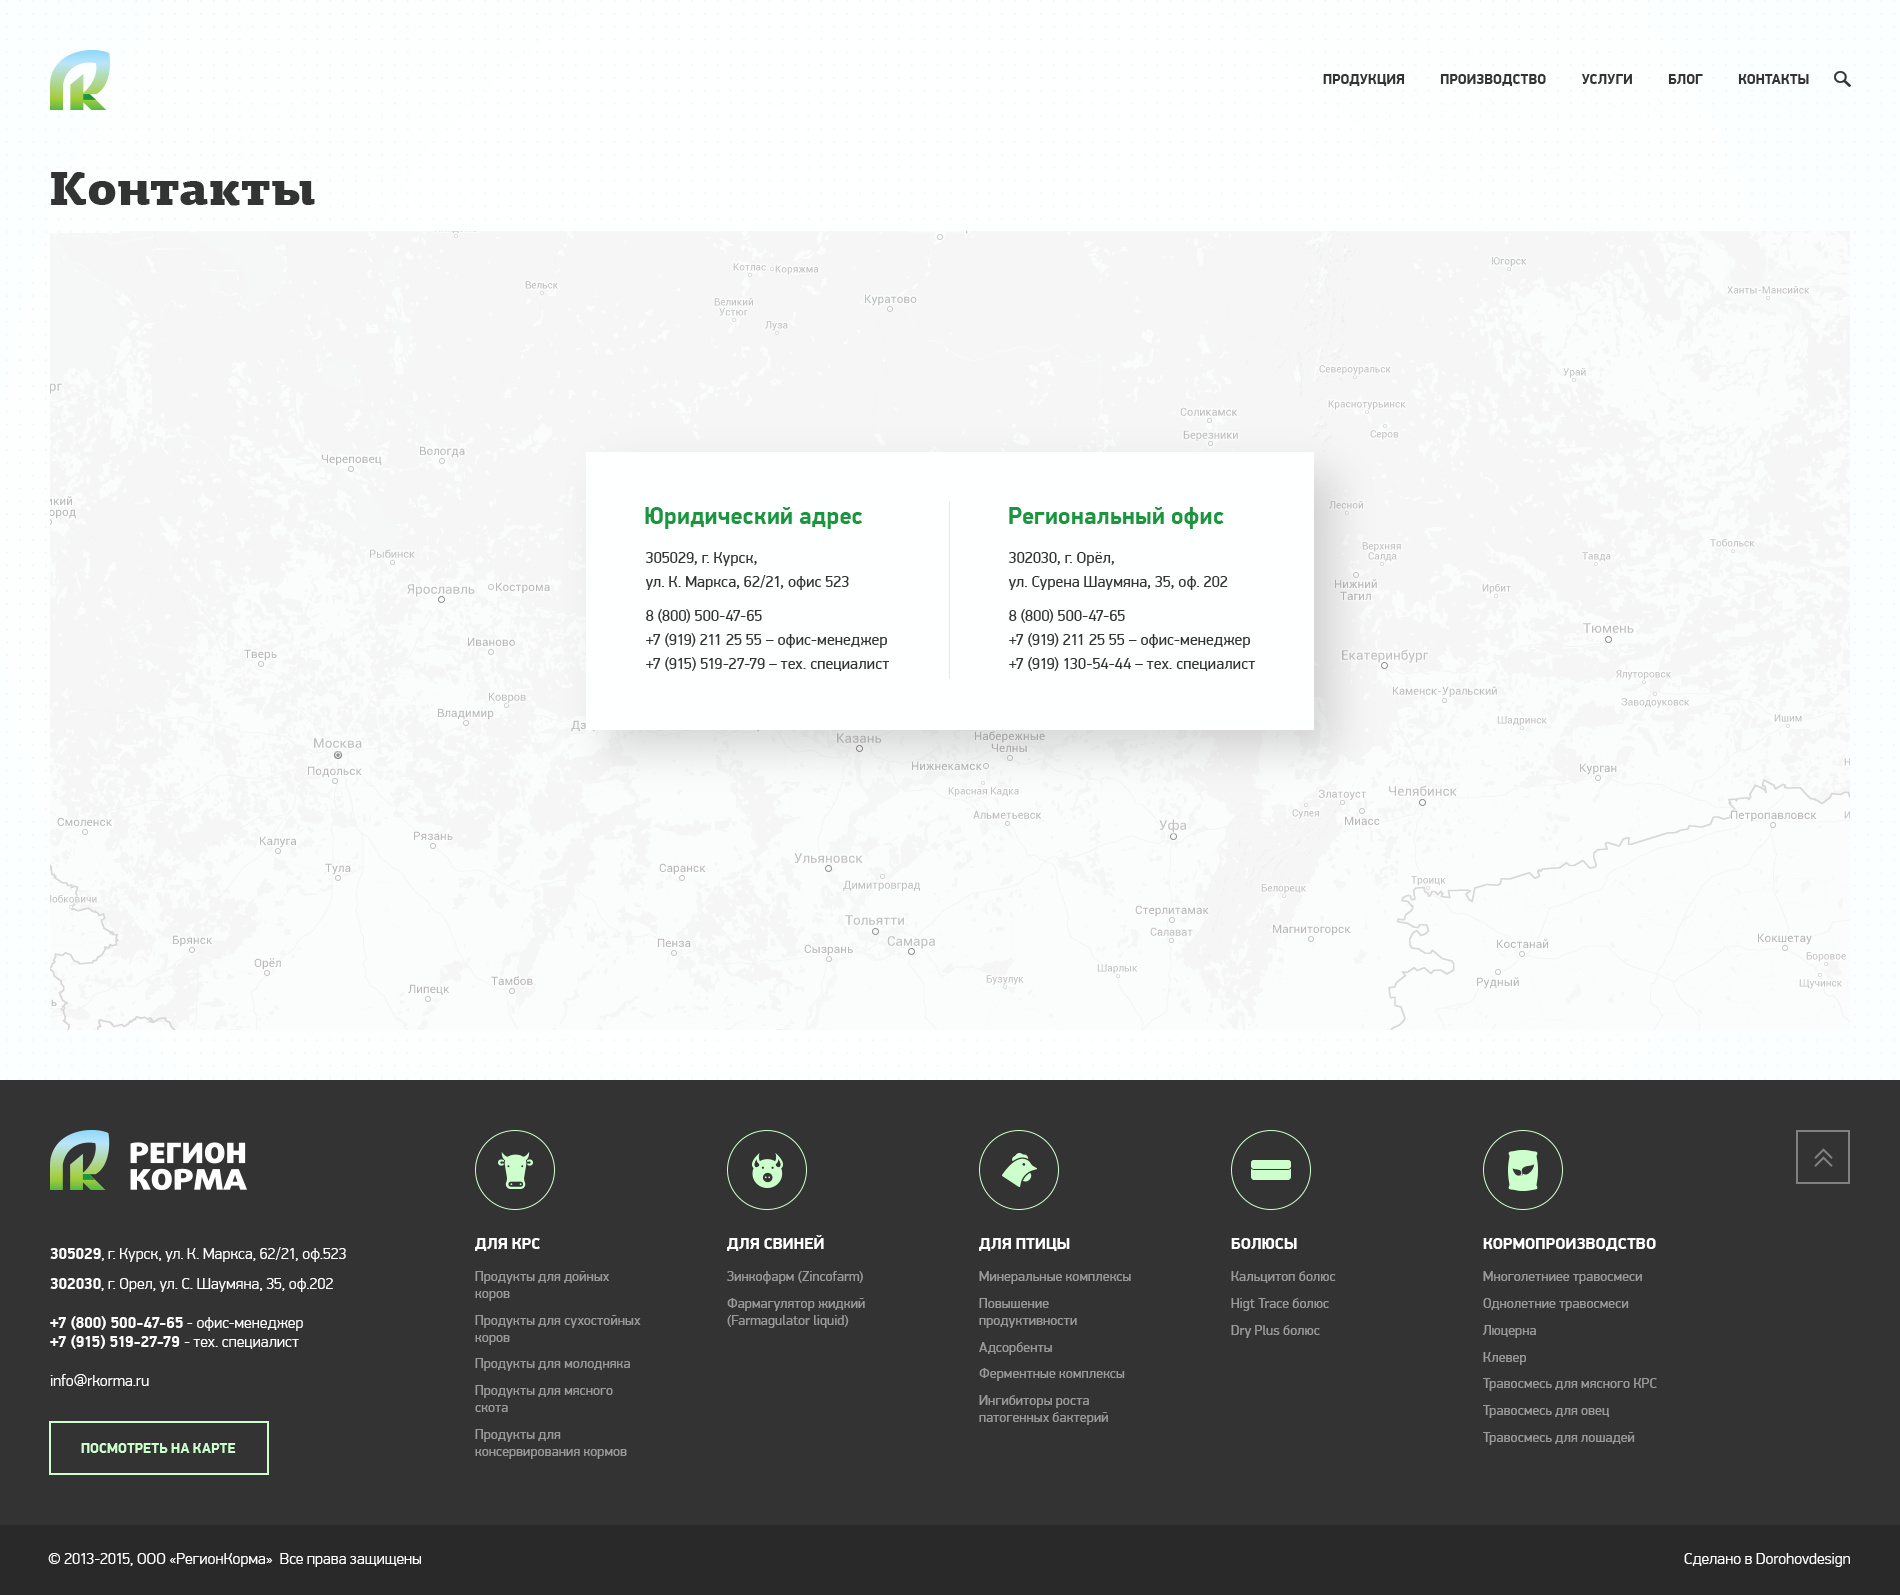 ПРОДУКЦИЯ ПРОИЗВОДСТВО УСЛУГИ БЛОГ КОНТАКТЫ
Контакты
Котлас
Коряжма
Вельск
Великий
Устюг
Луза
Куратово
Югорск
Ханты-Мансийск
Североуральск
Урай
Краснотурьинск
Серов
Соликамск
Березники
Череповец
Вологда
Лесной
Верхняя
Салда
Тавда
Тобольск
Рыбинск
Ярославль
Кострома
Нижний
Тагил
Ирбит
Иваново
Тверь
Тюмень
Екатеринбург
Ялуторовск
Каменск-Уральский
Заводоуковск
Ковров
Владимир
Шадринск
Ишим
Юридический адрес
305029, г. Курск,
ул. К. Маркса, 62/21, офис 523
8 (800) 500-47-65
+7 (919) 211 25 55 – офис-менеджер
+7 (915) 519-27-79 – тех. специалист
Региональный офис
302030, г. Орёл,
ул. Сурена Шаумяна, 35, оф. 202
8 (800) 500-47-65
+7 (919) 211 25 55 – офис-менеджер
+7 (919) 130-54-44 – тех. специалист
Москва
Подольск
Казань
Набережные
Челны
Нижнекамск
Красная Кадка
Альметьевск
Курган
Златоуст
Челябинск
Сулея
Миасс
Петропавловск
Смоленск
Калуга
Рязань
Уфа
Тула
Саранск
Ульяновск
Димитровград
Белорецк
Троицк
Тольятти
Самара
Стерлитамак
Салават
Магнитогорск
Костанай
Кокшетау
Боровое
Брянск
Орёл
Пенза
Сызрань
Липецк
Тамбов
Бузулук
Шарлык
Рудный
Щучинск
РЕГИОН
КОРМА
305029, г. Курск, ул. К. Маркса, 62/21, оф.523
302030, г. Орел, ул. С. Шаумяна, 35, оф.202
+7 (800) 500-47-65 - офис-менеджер
+7 (915) 519-27-79 - тех. специалист
info@rkorma.ru
ПОСМОТРЕТЬ НА КАРТЕ
ДЛЯ КРС
Продукты для дойных
коров
Продукты для сухостойных
коров
Продукты для молодняка
Продукты для мясного
скота
Продукты для
консервирования кормов
ДЛЯ СВИНЕЙ
Зинкофарм (Zincofarm)
Фармагулятор жидкий
(Farmagulator liquid)
ДЛЯ ПТИЦЫ
Минеральные комплексы
Повышение
продуктивности
Адсорбенты
Ферментные комплексы
Ингибиторы роста
патогенных бактерий
БОЛЮСЫ
Кальцитоп болюс
Higt Trace болюс
Dry Plus болюс
КОРМОПРОИЗВОДСТВО
Многолетниее травосмеси
Однолетние травосмеси
Люцерна
Клевер
Травосмесь для мясного КРС
Травосмесь для овец
Травосмесь для лошадей
© 2013-2015, ООО «РегионКорма» Все права защищены
Сделано в Dorohovdesign